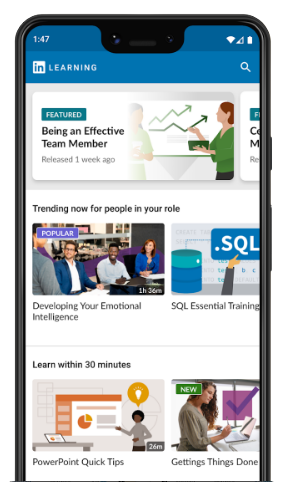 1:47
in LEARNING
FEATURED
Being an Effective
Team Member
Released 1 week ago
Trending now for people in your role
POPULAR
1h 36m
Developing Your Emotional
Intelligence
.SQL
SQL Essential Training
Learn within 30 minutes
26m
PowerPoint Quick Tips
NEW
Gettings Things Done